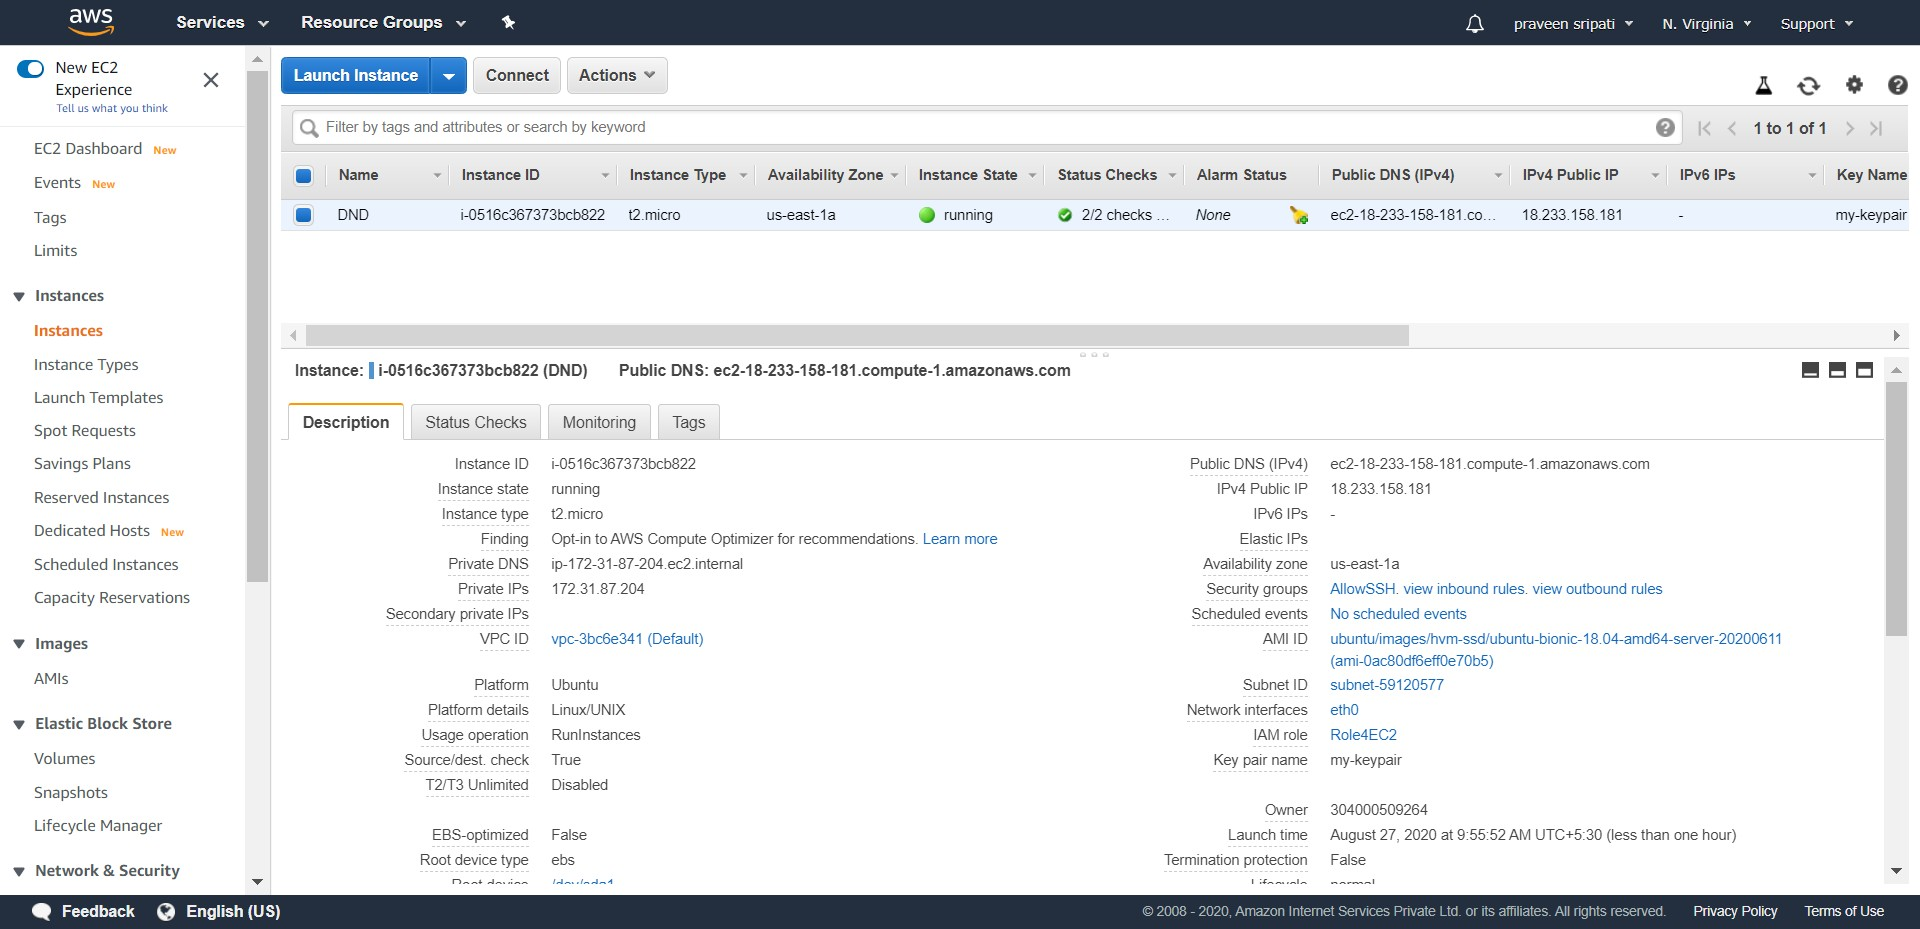 aws Services Resource Groups praveen sripati N. Virginia Support
New EC2 Experience
Tell us what you think
EC2 Dashboard New
Events New
Tags
Limits
Instances
Instances
Instance Types
Launch Templates
Spot Requests
Savings Plans
Reserved Instances
Dedicated Hosts New
Scheduled Instances
Capacity Reservations
Images
AMIs
Elastic Block Store
Volumes
Snapshots
Lifecycle Manager
Network & Security
Launch Instance Connect Actions
Filter by tags and attributes or search by keyword 1 to 1 of 1
Name Instance ID Instance Type Availability Zone Instance State Status Checks Alarm Status Public DNS (IPv4) IPv4 Public IP IPv6 IPs Key Name
DND i-0516c367373bcb822 t2.micro us-east-1a running 2/2 checks ... None ec2-18-233-158-181.co... 18.233.158.181 - my-keypair
Instance: i-0516c367373bcb822 (DND) Public DNS: ec2-18-233-158-181.compute-1.amazonaws.com
Description Status Checks Monitoring Tags
Instance ID i-0516c367373bcb822
Instance state running
Instance type t2.micro
Finding Opt-in to AWS Compute Optimizer for recommendations. Learn more
Private DNS ip-172-31-87-204.ec2.internal
Private IPs 172.31.87.204
Secondary private IPs
VPC ID vpc-3bc6e341 (Default)
Platform Ubuntu
Platform details Linux/UNIX
Usage operation RunInstances
Source/dest. check True
T2/T3 Unlimited Disabled
EBS-optimized False
Root device type ebs
Root device /dev/sda1
Public DNS (IPv4) ec2-18-233-158-181.compute-1.amazonaws.com
IPv4 Public IP 18.233.158.181
IPv6 IPs -
Elastic IPs
Availability zone us-east-1a
Security groups AllowSSH. view inbound rules. view outbound rules
Scheduled events No scheduled events
AMI ID ubuntu/images/hvm-ssd/ubuntu-bionic-18.04-amd64-server-20200611
(ami-0ac80df6eff0e70b5)
Subnet ID subnet-59120577
Network interfaces eth0
IAM role Role4EC2
Key pair name my-keypair
Owner 304000509264
Launch time August 27, 2020 at 9:55:52 AM UTC+5:30 (less than one hour)
Termination protection False
Lifecycle normal
Feedback English (US) © 2008 - 2020, Amazon Internet Services Private Ltd. or its affiliates. All rights reserved. Privacy Policy Terms of Use